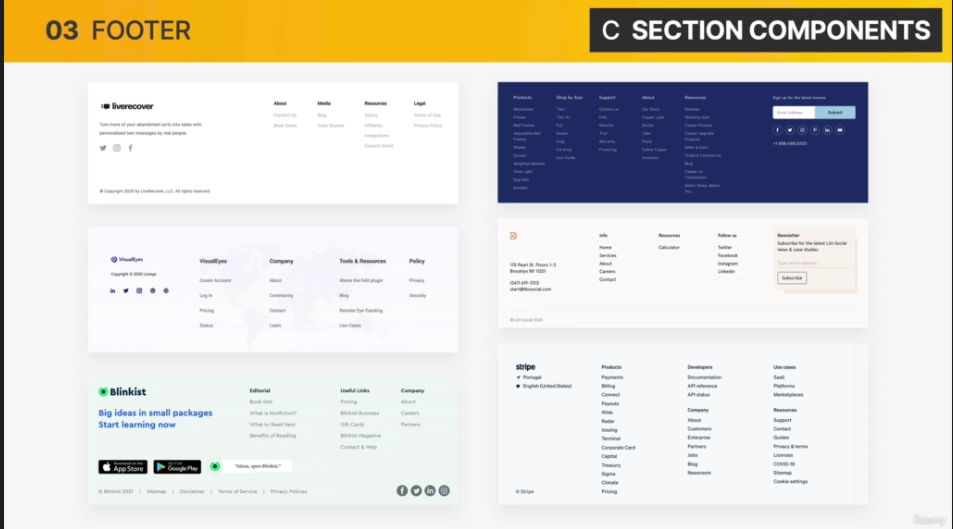 03 FOOTER
C SECTION COMPONENTS
liverecover
Turn more of your abandoned carts into sales with
personalized text messages by real people.
© Copyright 2020 by LiveRecover, LLC. All rights reserved.
About
Contact Us
Book Demo
Media
Blog
Case Studies
Resources
Status
Affiliates
Integrations
Legal
Terms of Use
Privacy Policy
Products
Mattresses
Pillows
Bed Frames
Adjustable Bed
Frames
Sheets
Duvets
Weighted Blanket
Glow Light
Dog Bed
Bundles
Shop by Size
Twin
Twin XL
Full
Queen
King
Cal King
Size Guide
Support
Contact us
FAQ
Returns
Trial
Warranty
Financing
About
Our Story
Casper Labs
Stores
Jobs
Press
Follow Casper
Investors
Resources
Reviews
Mattress Quiz
Casper Promos
Casper Upgrade
Program
Refer & Earn
Trade & Commercial
Blog
Casper vs
Competition
Better Sleep, Better
You
Sign up for the latest snooze
Email Address
Submit
VisualEyes
Copyright © 2020 Loceye
VisualEyes
Create Account
Log In
Pricing
Status
Company
About
Community
Contact
Learn
Tools & Resources
Above the fold plugin
Blog
Remote Eye Tracking
Use Cases
Policy
Privacy
Security
175 Pearl St. Floors 1-3
Brooklyn NY 11201
start@lilosocial.com
© Lilo Social 2020
Info
Home
Services
About
Careers
Contact
Resources
Calculator
Follow us
Twitter
Facebook
Instagram
LinkedIn
Newsletter
Subscribe for the latest Lilo Social
news & case studies
Type email address
Subscribe
Blinkist
Big ideas in small packages
Start learning now
Editorial
Book lists
What is Nonfiction?
What to Read Next
Benefits of Reading
Useful Links
Pricing
Blinkist Business
Gift Cards
Blinkist Magazine
Contact & Help
Company
About
Careers
Partners
Download on the
App Store
GET IT ON
Google Play
"Alexa, open Blinkist."
© Blinkist 2021 | Sitemap | Disclaimer | Terms of Service | Privacy Policies
stripe
Portugal
English (United States)
© Stripe
Products
Payments
Billing
Connect
Payouts
Atlas
Radar
Issuing
Terminal
Corporate Card
Capital
Treasury
Sigma
Climate
Pricing
Developers
Documentation
API reference
API status
Company
About
Customers
Enterprise
Partners
Jobs
Blog
Newsroom
Use cases
SaaS
Platforms
Marketplaces
Resources
Support
Contact
Guides
Privacy & terms
Licenses
COVID-19
Sitemap
Cookie settings
Udemy